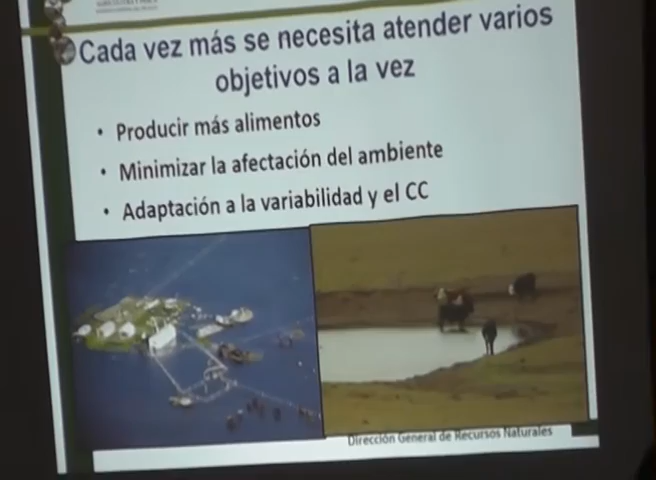 Cada vez más se necesita atender varios
objetivos a la vez
• Producir más alimentos
• Minimizar la afectación del ambiente
• Adaptación a la variabilidad y el CC
Dirección General de Recursos Naturales